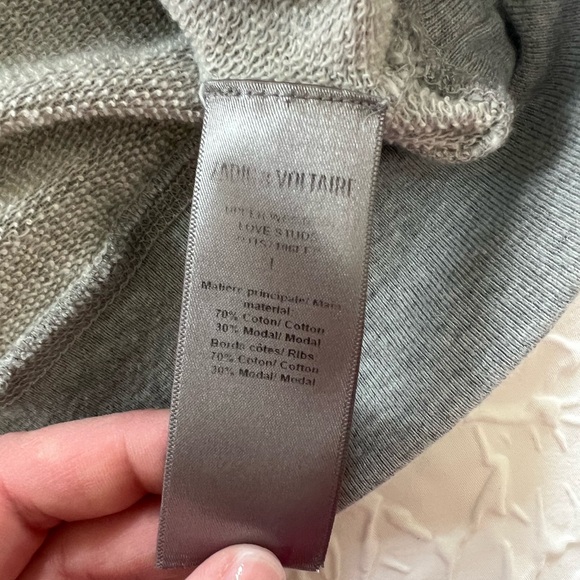 ZADIG & VOLTAIRE
LOVE STUDS
L
Matiere principale/ Main
material:
70% Coton/ Cotton
30% Modal/ Modal
Bords côtes/ Ribs
70% Coton/ Cotton
30% Modal/ Modal